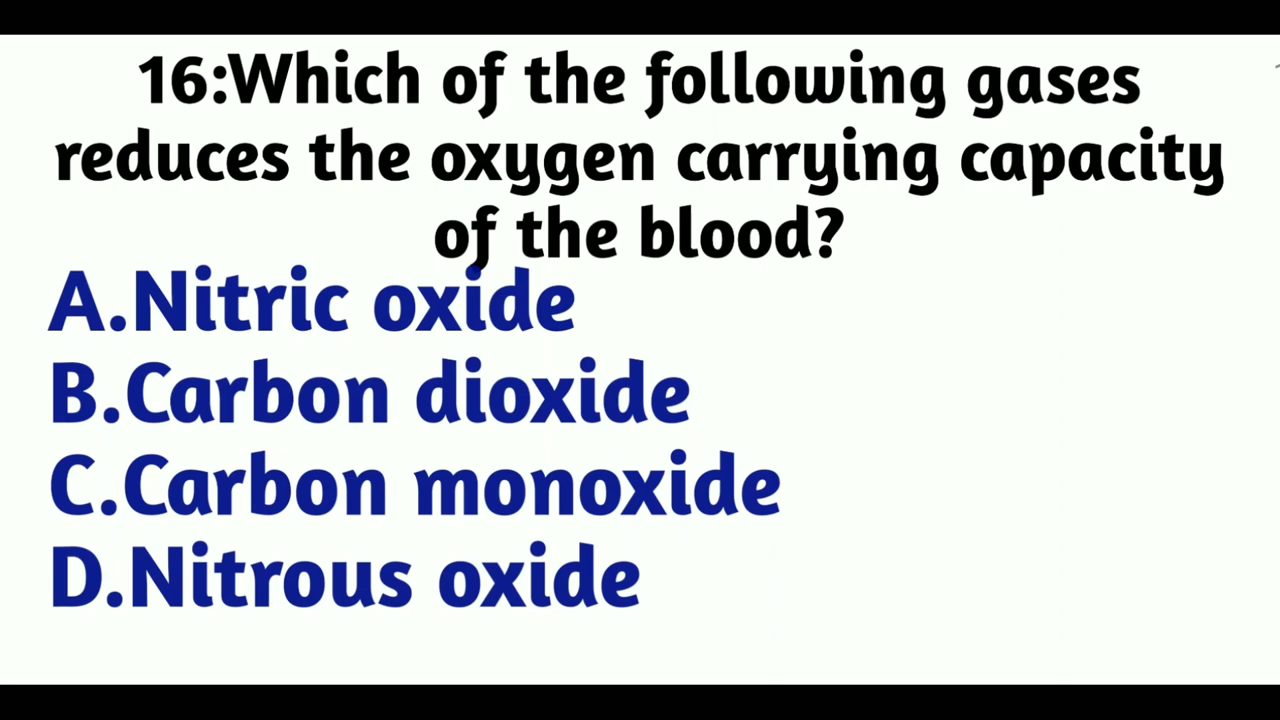 16:Which of the following gases
reduces the oxygen carrying capacity
of the blood?
A.Nitric oxide
B.Carbon dioxide
C.Carbon monoxide
D.Nitrous oxide